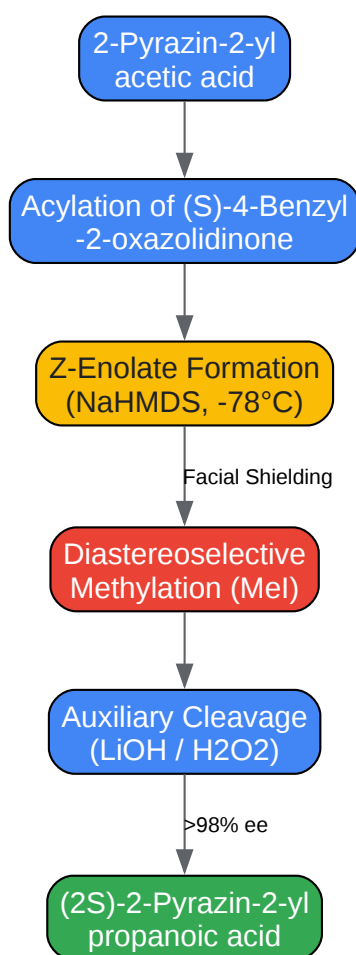 2-Pyrazin-2-yl
acetic acid
Acylation of (S)-4-Benzyl
-2-oxazolidinone
Z-Enolate Formation
(NaHMDS, -78°C)
Facial Shielding
Diastereoselective
Methylation (MeI)
Auxiliary Cleavage
(LiOH / H2O2)
>98% ee
(2S)-2-Pyrazin-2-yl
propanoic acid